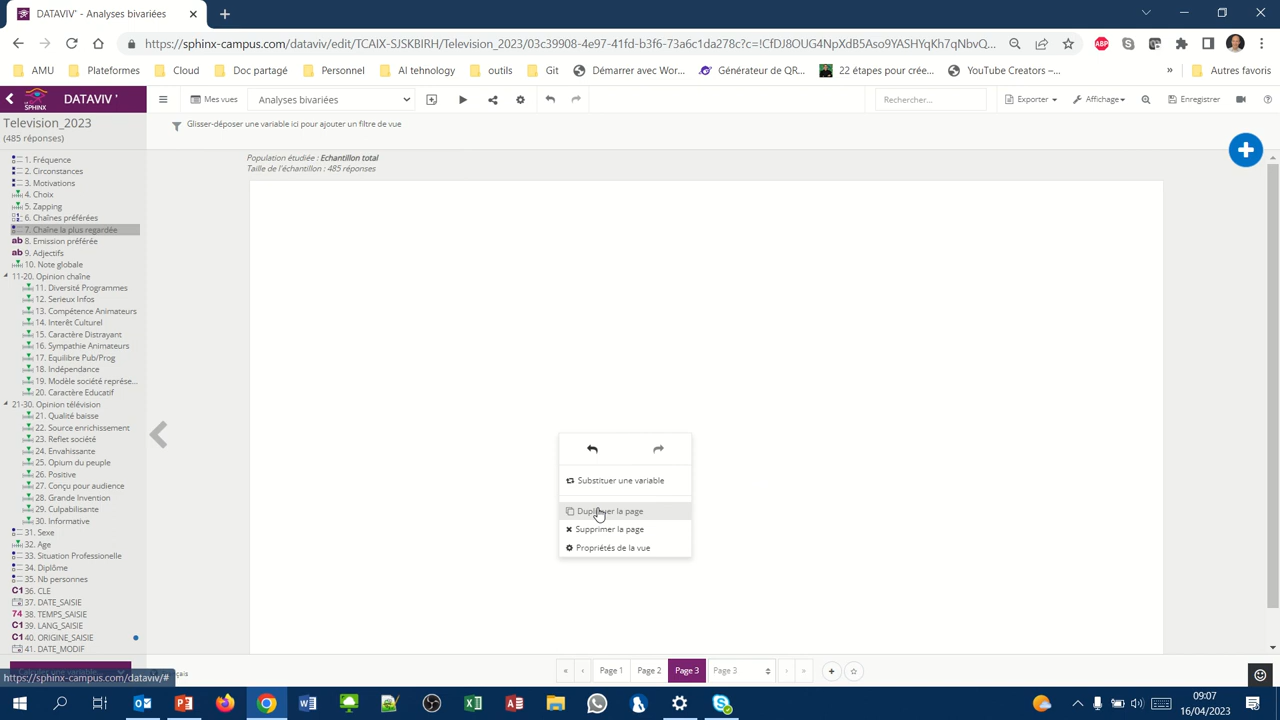 DATAVIV' - Analyses bivariées
https://sphinx-campus.com/dataviv/edit/TCAIX-SJSKBIRH/Television_2023/03c39908-4e97-41fd-b3f6-73a6c1da278c?c=!CfDJ8OUG4NpXdB5Aso9YASHYqKh7qNbvQ...
AMU Plateformes Cloud Doc partagé Personnel AI tehnology outils Git Démarrer avec Wor... Générateur de QR... 22 étapes pour crée... YouTube Creators –... » Autres favoris
SPHINX DATAVIV ' Mes vues Analyses bivariées Rechercher... Exporter Affichage Enregistrer
Television_2023
(485 réponses)
Glisser-déposer une variable ici pour ajouter un filtre de vue
Population étudiée : Echantillon total
Taille de l'échantillon : 485 réponses
1. Fréquence
2. Circonstances
3. Motivations
4. Choix
5. Zapping
6. Chaînes préférées
7. Chaîne la plus regardée
ab 8. Emission préférée
ab 9. Adjectifs
10. Note globale
11-20. Opinion chaîne
11. Diversité Programmes
12. Serieux Infos
13. Compétence Animateurs
14. Interêt Culturel
15. Caractère Distrayant
16. Sympathie Animateurs
17. Equilibre Pub/Prog
18. Indépendance
19. Modèle société représe...
20. Caractère Educatif
21-30. Opinion télévision
21. Qualité baisse
22. Source enrichissement
23. Reflet société
24. Envahissante
25. Opium du peuple
26. Positive
27. Conçu pour audience
28. Grande Invention
29. Culpabilisante
30. Informative
31. Sexe
32. Age
33. Situation Professionelle
34. Diplôme
35. Nb personnes
C1 36. CLE
37. DATE_SAISIE
74 38. TEMPS_SAISIE
C1 39. LANG_SAISIE
C1 40. ORIGINE_SAISIE
41. DATE_MODIF
Substituer une variable
Dupliquer la page
Supprimer la page
Propriétés de la vue
« ‹ Page 1 Page 2 Page 3 Page 3 › » +
https://sphinx-campus.com/dataviv/#
09:07
16/04/2023